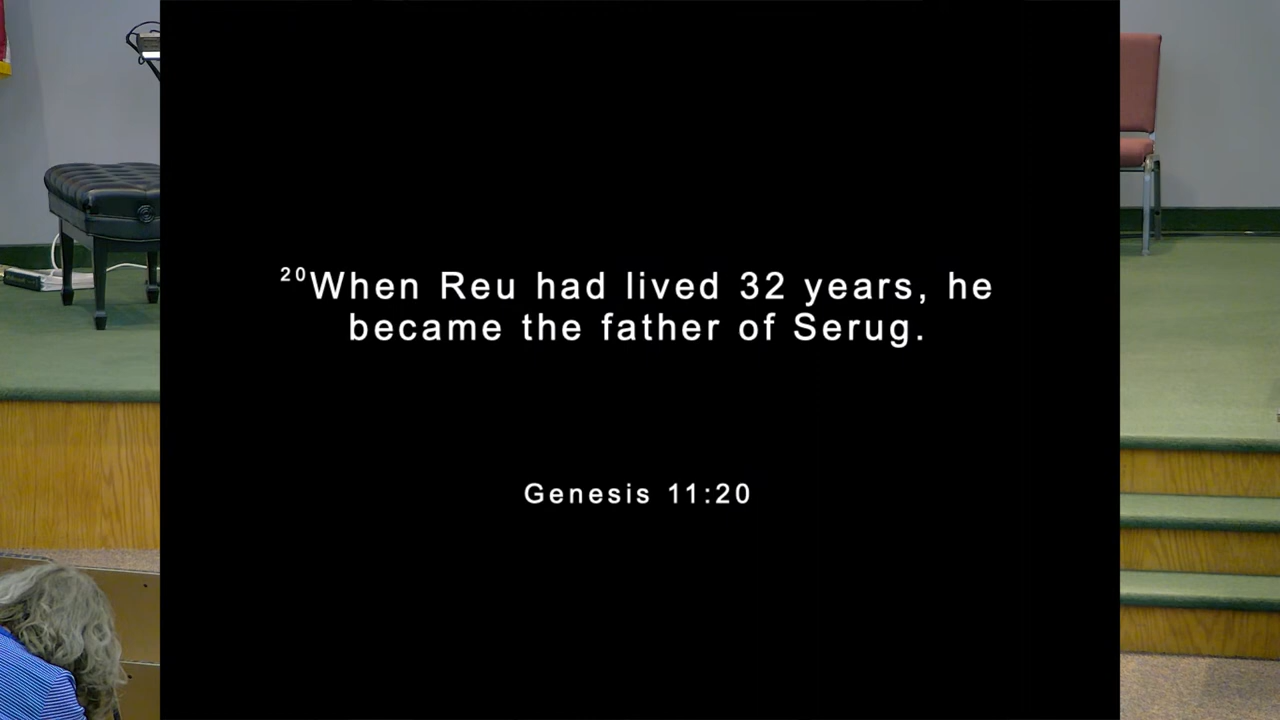 20When Reu had lived 32 years, he
became the father of Serug.
Genesis 11:20